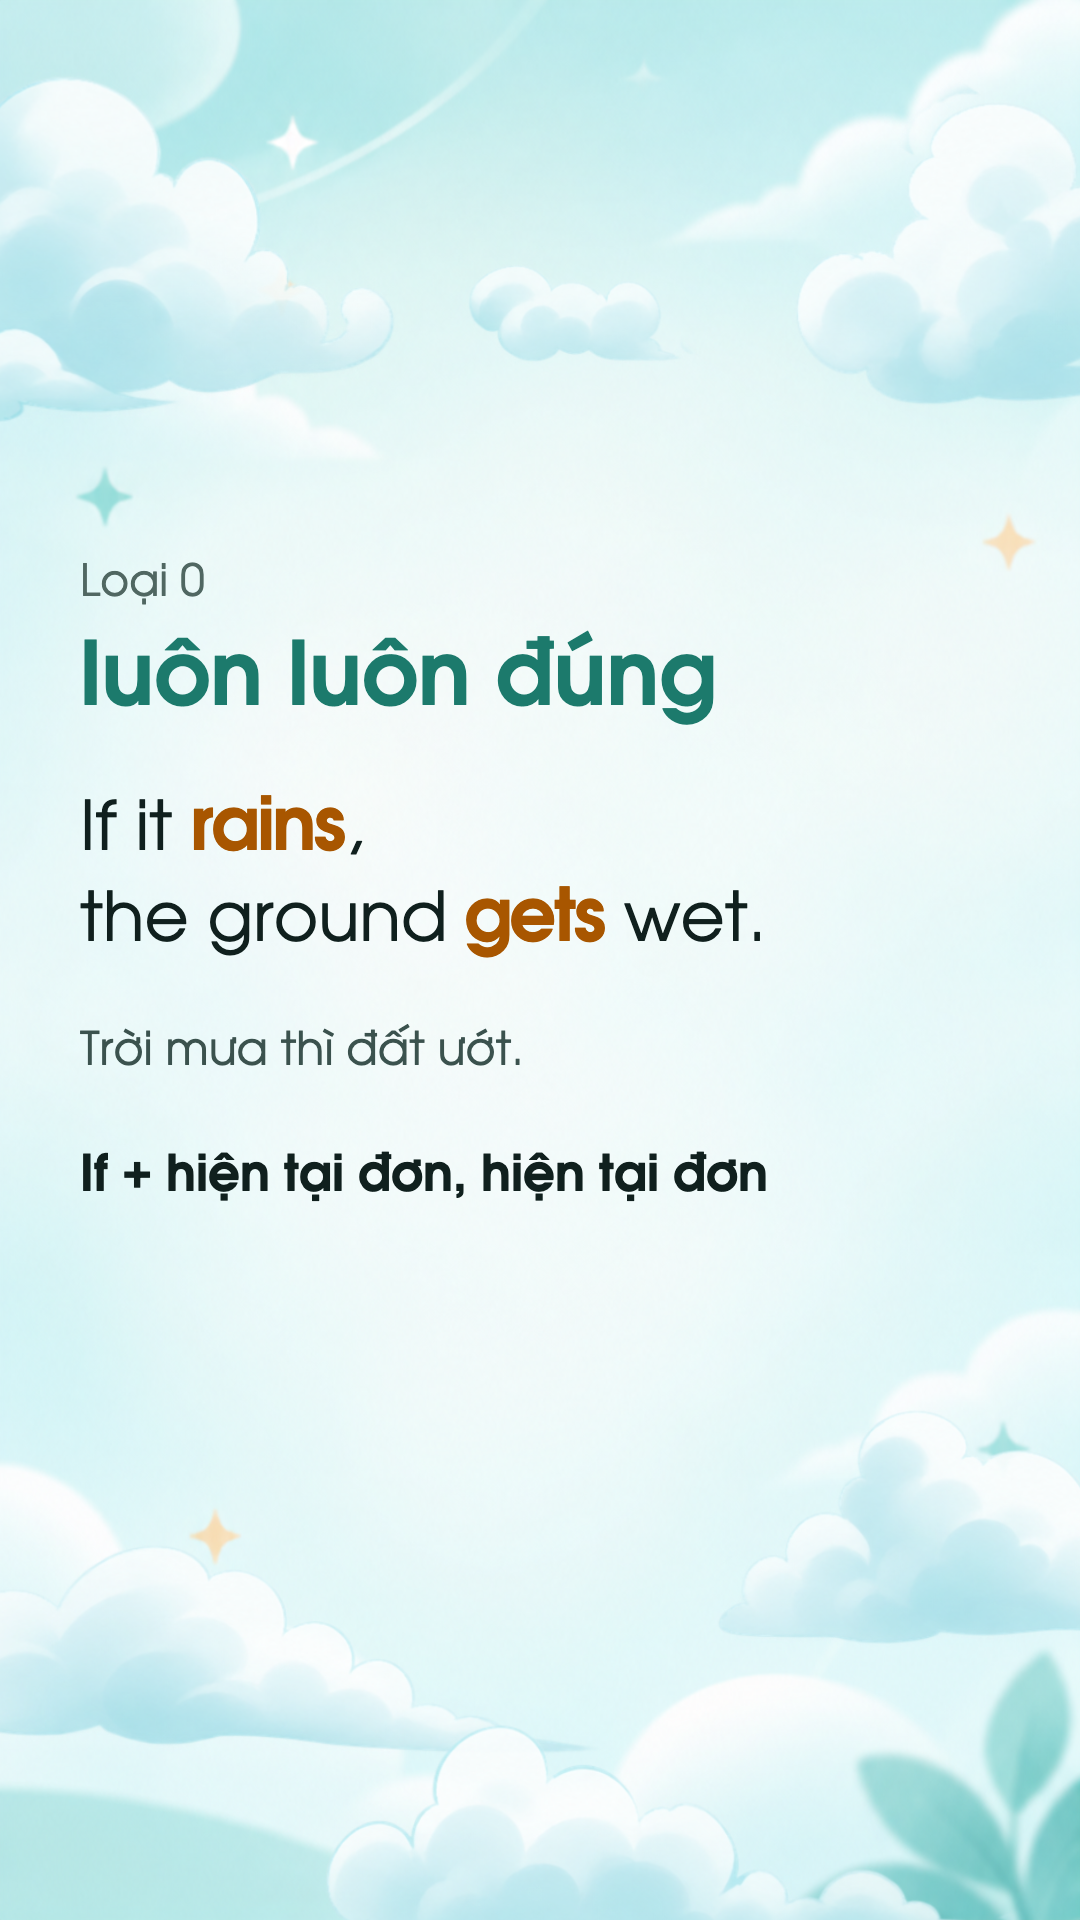 Loại 0
luôn luôn đúng
If it rains,
the ground gets wet.
Trời mưa thì đất ướt.
If + hiện tại đơn, hiện tại đơn